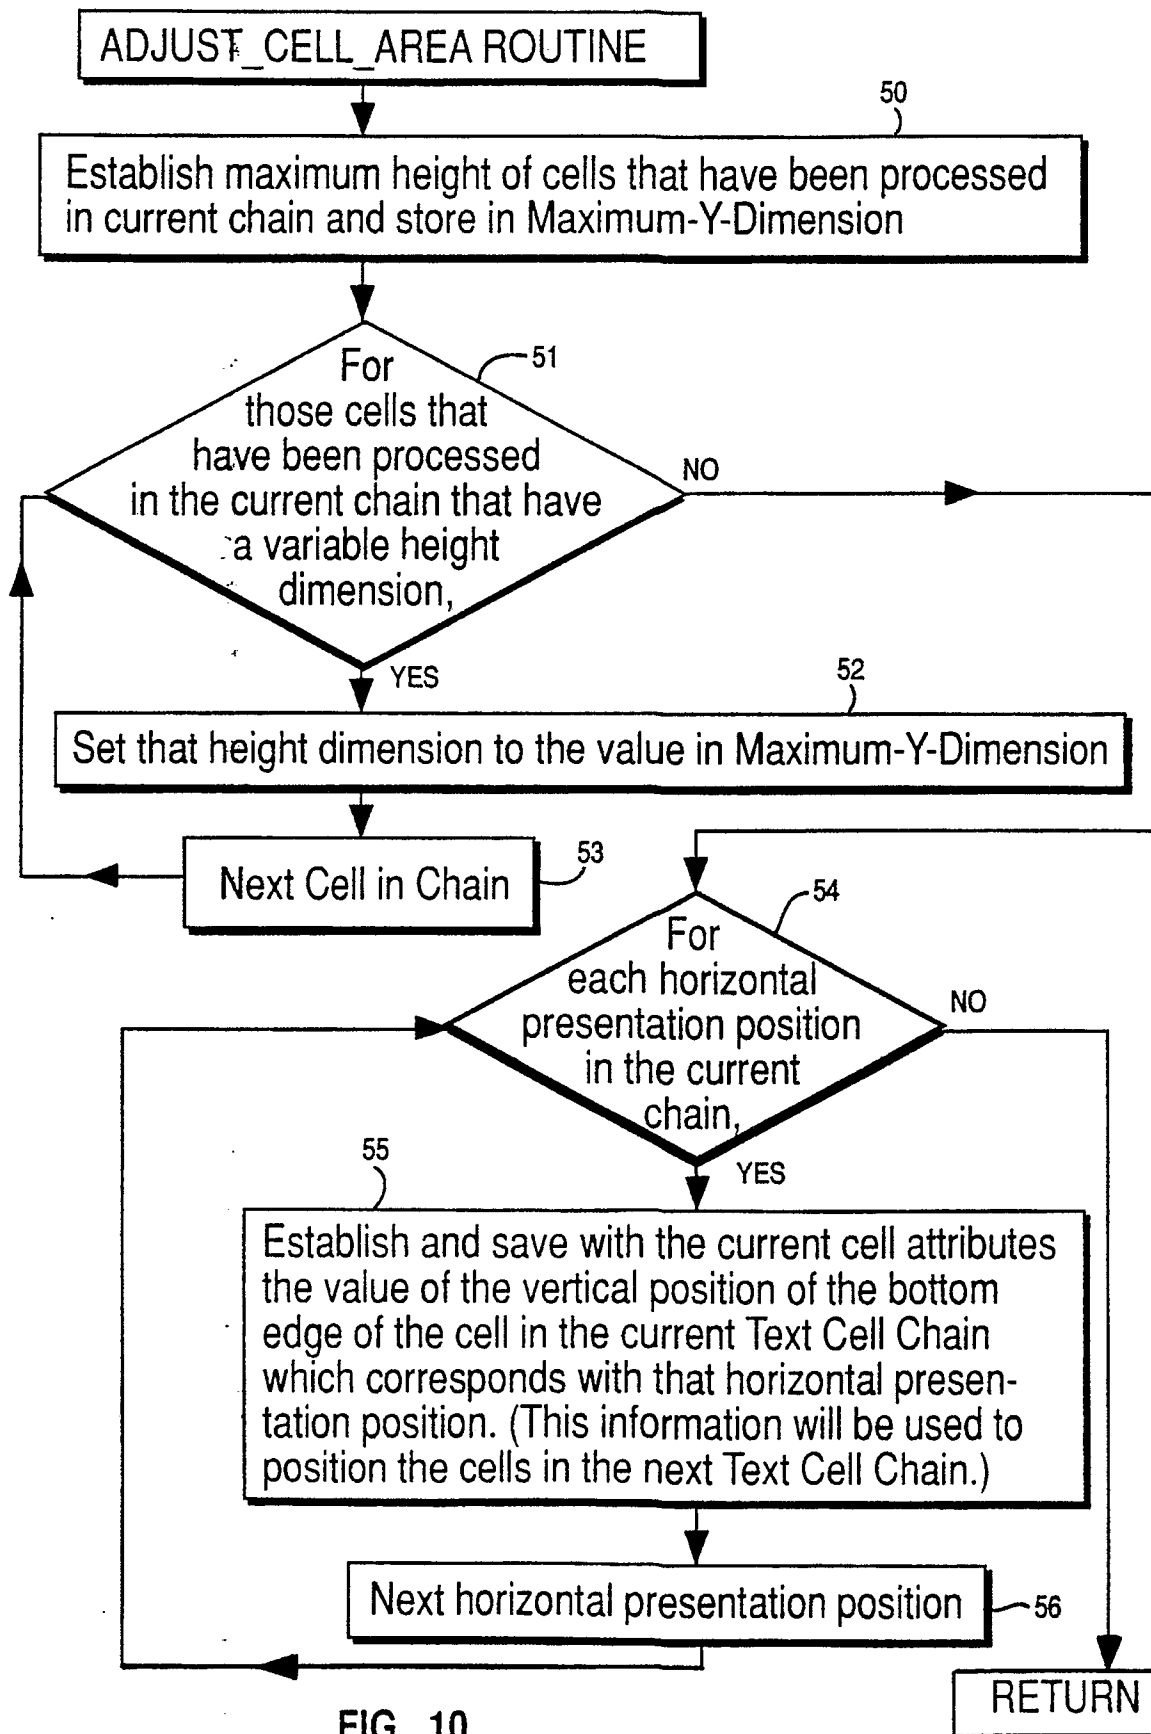 ADJUST_CELL_AREA ROUTINE
50
Establish maximum height of cells that have been processed
in current chain and store in Maximum-Y-Dimension
51
For
those cells that
have been processed
in the current chain that have
a variable height
dimension,
NO
YES
52
Set that height dimension to the value in Maximum-Y-Dimension
Next Cell in Chain
53
54
For
each horizontal
presentation position
in the current
chain,
NO
YES
55
Establish and save with the current cell attributes
the value of the vertical position of the bottom
edge of the cell in the current Text Cell Chain
which corresponds with that horizontal presen-
tation position. (This information will be used to
position the cells in the next Text Cell Chain.)
Next horizontal presentation position
56
RETURN
FIG. 10